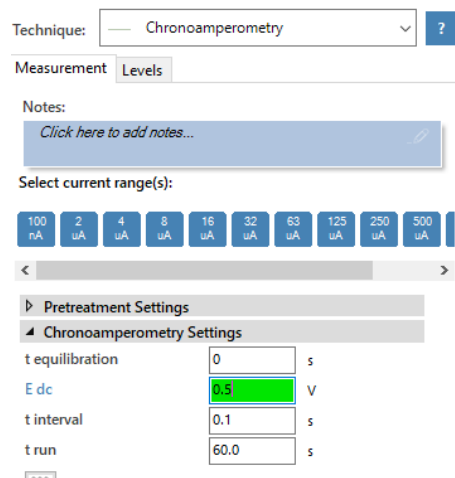 Technique: Chronoamperometry ?
Measurement Levels
Notes:
Click here to add notes...
Select current range(s):
100 2 4 8 16 32 63 125 250 500
nA uA uA uA uA uA uA uA uA uA
Pretreatment Settings
Chronoamperometry Settings
t equilibration 0 s
E dc 0.5 V
t interval 0.1 s
t run 60.0 s